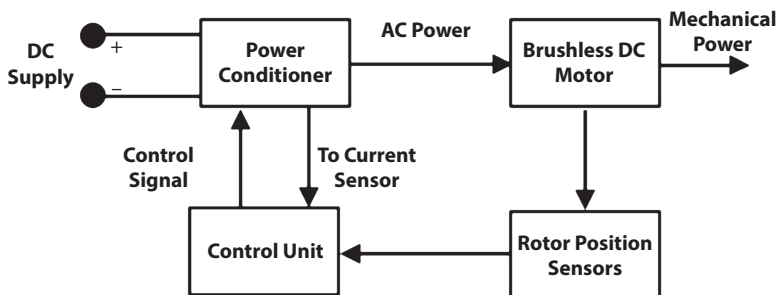 DC
Supply
+
−
Power
Conditioner
AC Power
Brushless DC
Motor
Mechanical
Power
Control
Signal
To Current
Sensor
Control Unit
Rotor Position
Sensors